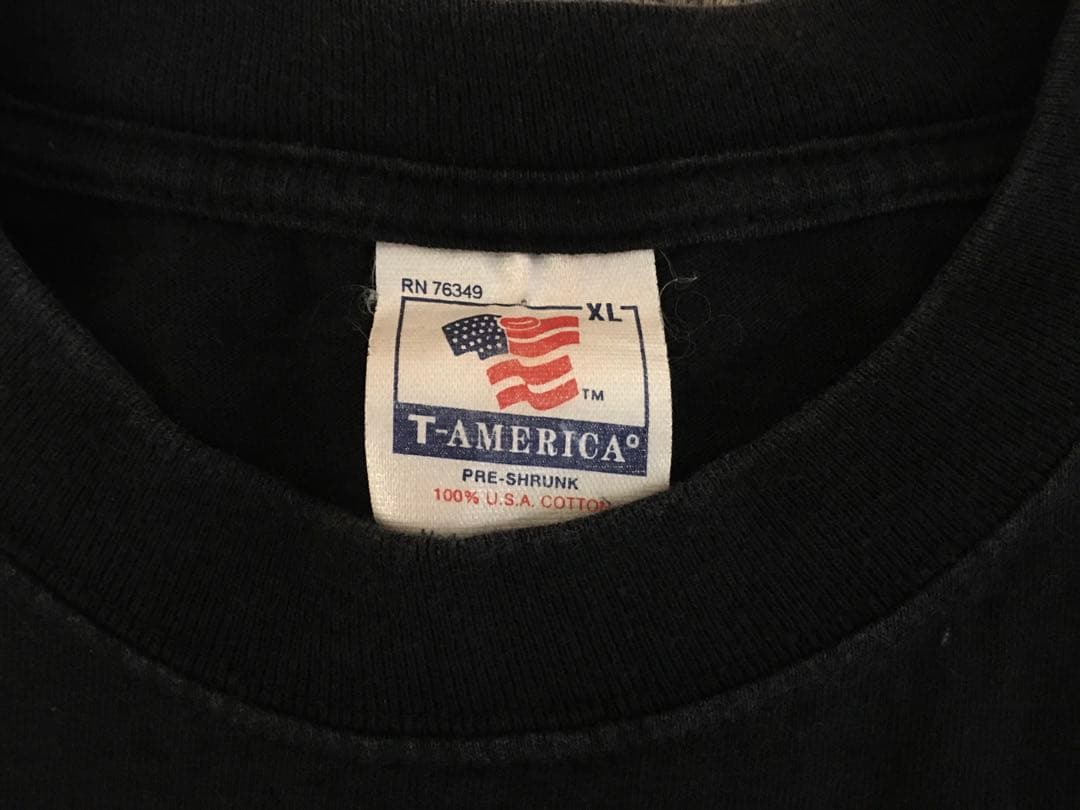 RN 76349
XL
TM
T-AMERICA®
PRE-SHRUNK
100% U.S.A. COTTON